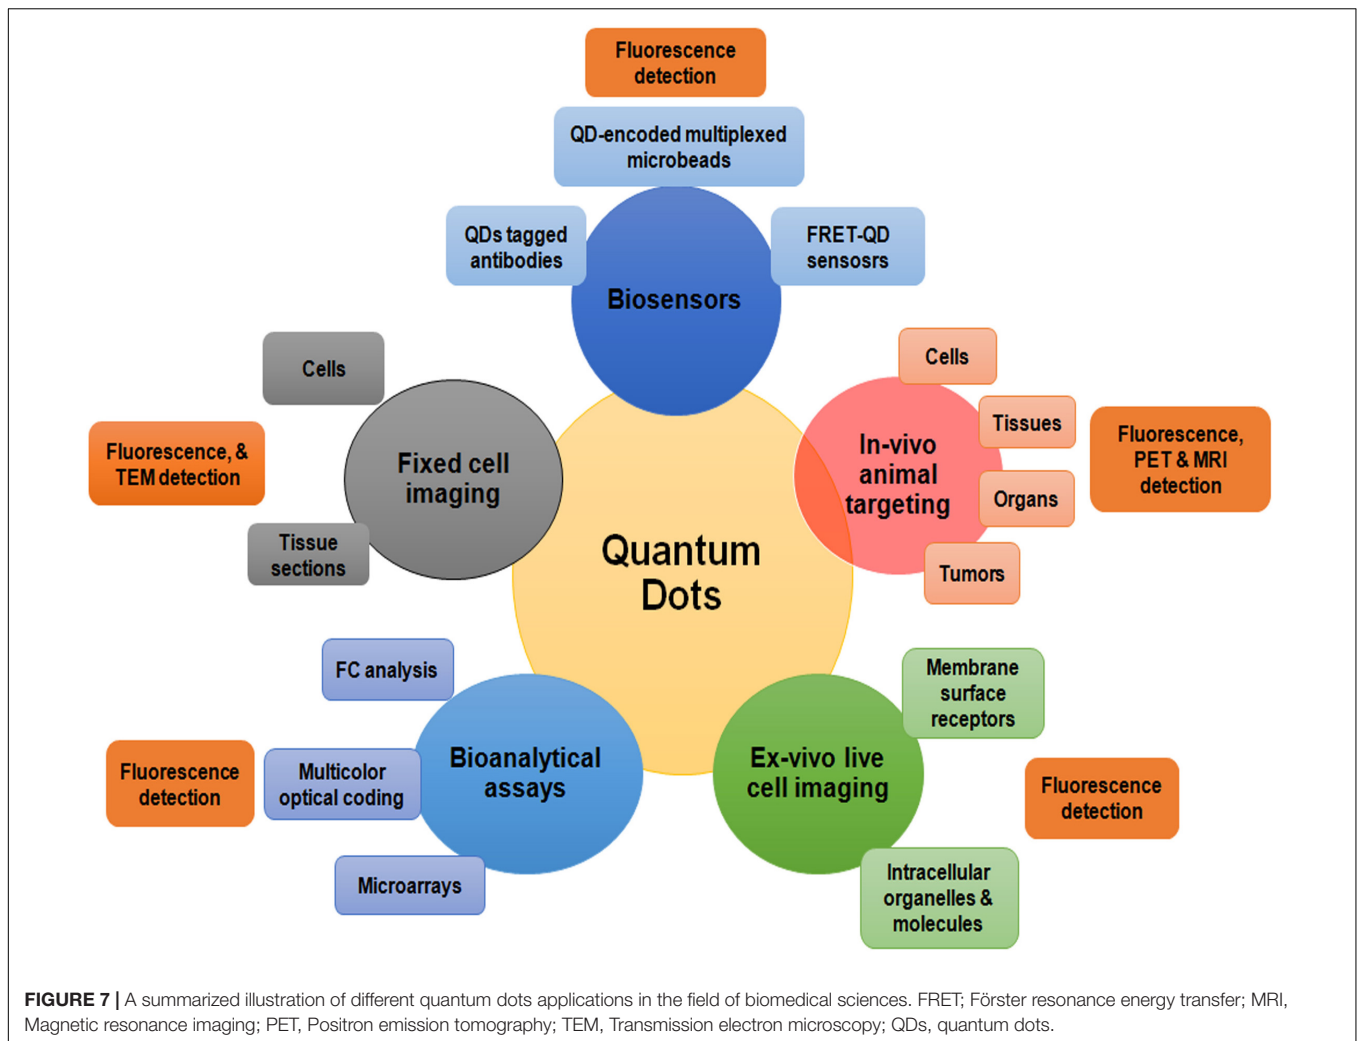 Fluorescence
detection
QD-encoded multiplexed
microbeads
QDs tagged
antibodies
FRET-QD
sensosrs
Biosensors
Cells
Fluorescence, &
TEM detection
Fixed cell
imaging
Tissue
sections
Cells
Tissues
In-vivo
animal
targeting
Organs
Tumors
Fluorescence,
PET & MRI
detection
Quantum
Dots
FC analysis
Fluorescence
detection
Multicolor
optical coding
Bioanalytical
assays
Microarrays
Membrane
surface
receptors
Ex-vivo live
cell imaging
Fluorescence
detection
Intracellular
organelles &
molecules
FIGURE 7 | A summarized illustration of different quantum dots applications in the field of biomedical sciences. FRET; Förster resonance energy transfer; MRI,
Magnetic resonance imaging; PET, Positron emission tomography; TEM, Transmission electron microscopy; QDs, quantum dots.